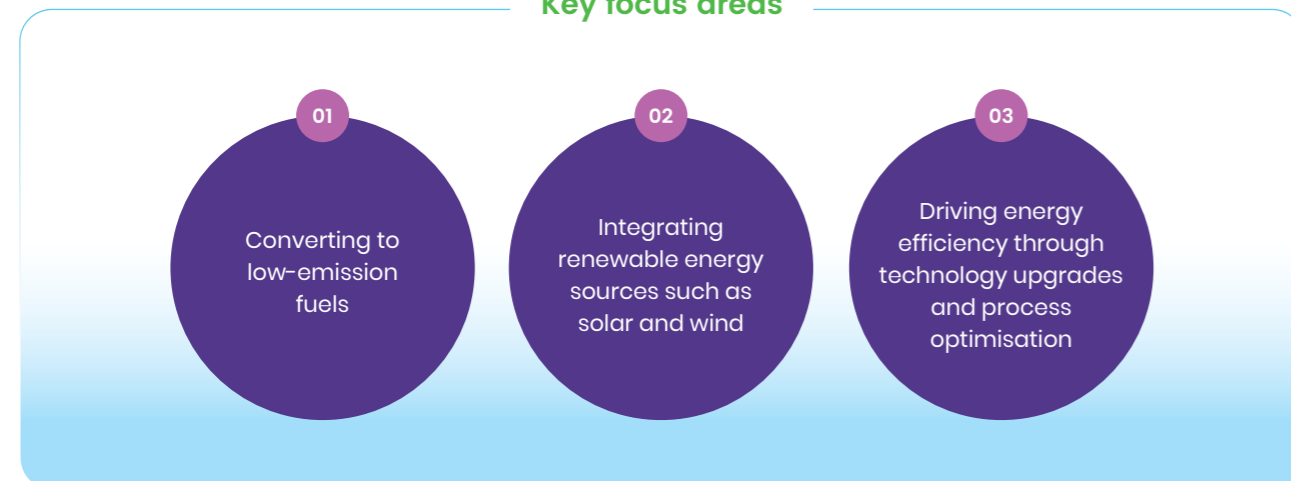 Key focus areas
01
Converting to
low-emission
fuels
02
Integrating
renewable energy
sources such as
solar and wind
03
Driving energy
efficiency through
technology upgrades
and process
optimisation